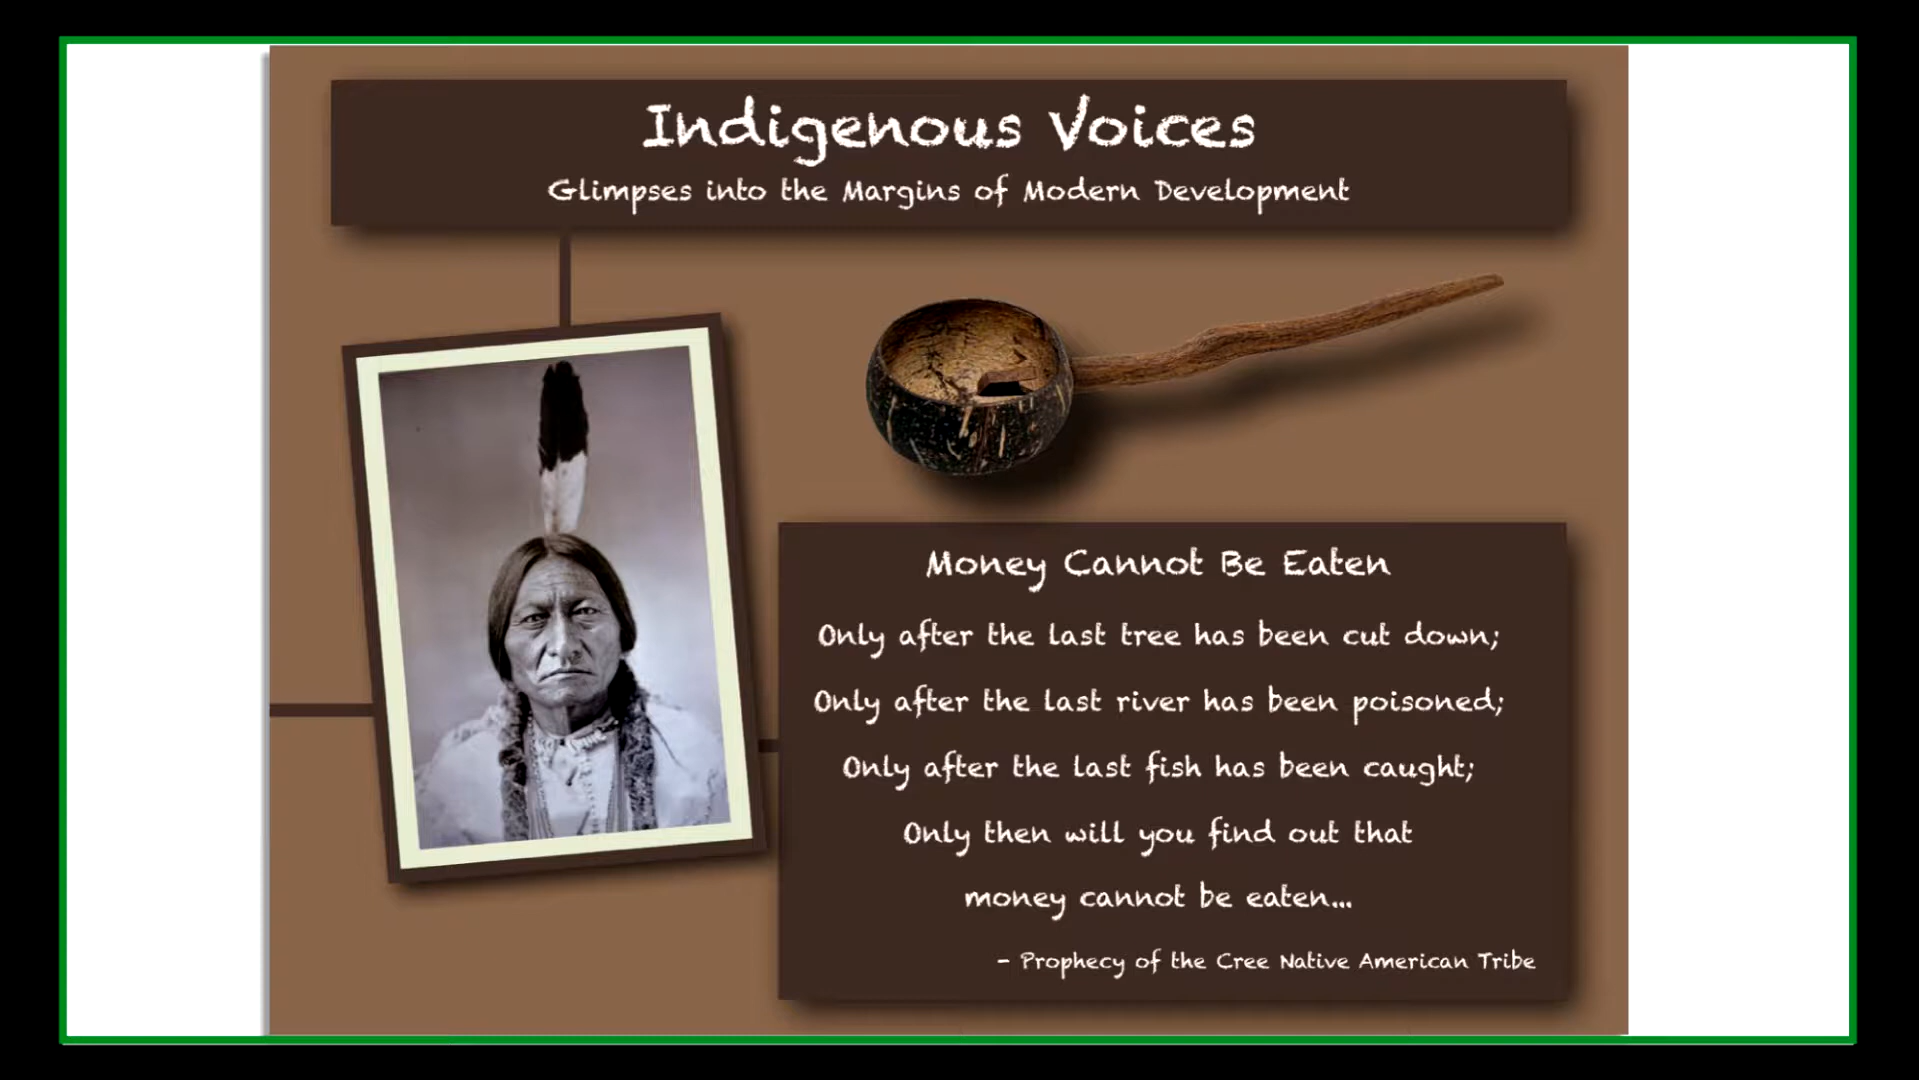 Indigenous Voices
Glimpses into the Margins of Modern Development
Money Cannot Be Eaten
Only after the last tree has been cut down;
Only after the last river has been poisoned;
Only after the last fish has been caught;
Only then will you find out that
money cannot be eaten...
- Prophecy of the Cree Native American Tribe